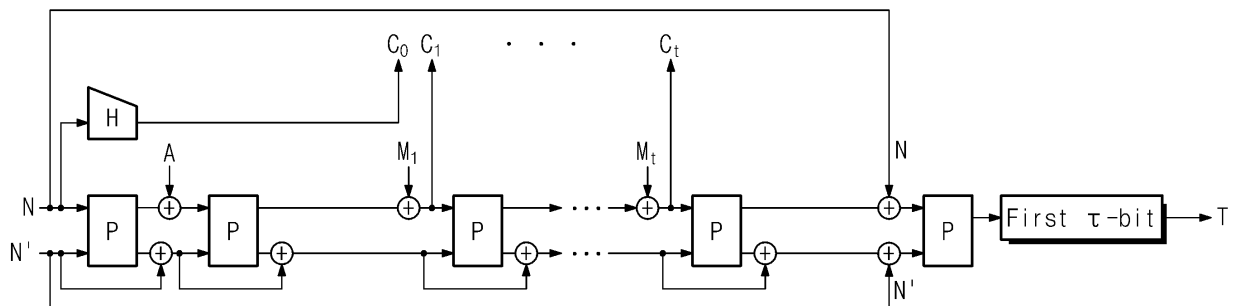 C₀ C₁ · · · Cₜ
H
A M₁ Mₜ N
N P P P · · · P P First τ-bit T
N' · · ·
N'